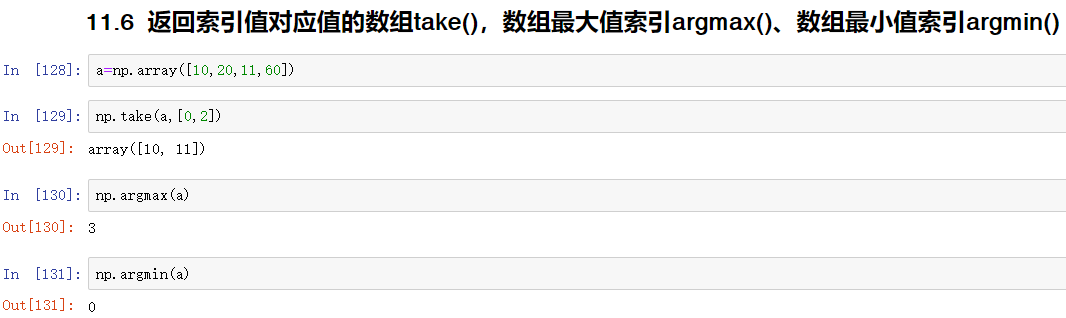 11.6 返回索引值对应值的数组take()，数组最大值索引argmax()、数组最小值索引argmin()
In [128]: a=np.array([10,20,11,60])
In [129]: np.take(a,[0,2])
Out[129]: array([10, 11])
In [130]: np.argmax(a)
Out[130]: 3
In [131]: np.argmin(a)
Out[131]: 0